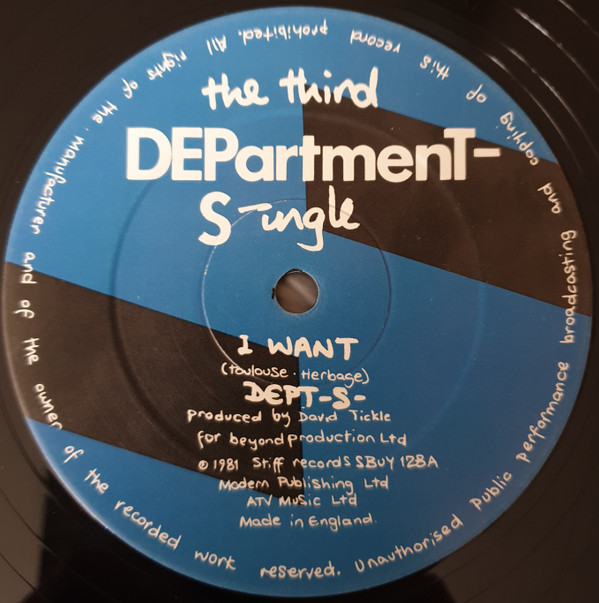 the third
DEPartmenT-
S-ingle
I WANT
(Toulouse · Herbage)
DEPT-S-
produced by David Tickle
for beyond production Ltd
© 1981 Stiff records SBUY 128A
Modern Publishing Ltd
ATV Music Ltd
Made in England.
All rights of the manufacturer and of the owner of the recorded work reserved. Unauthorised public performance broadcasting and copying of this record prohibited.